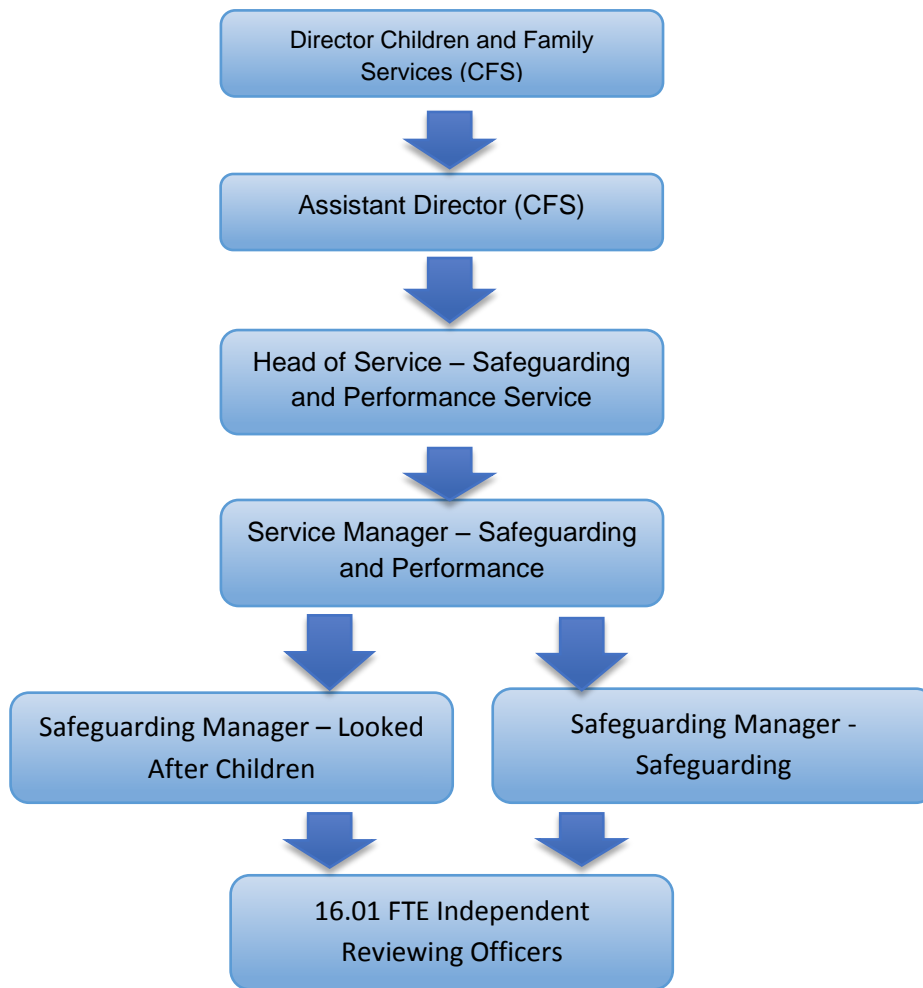 Director Children and Family
Services (CFS)
Assistant Director (CFS)
Head of Service – Safeguarding
and Performance Service
Service Manager – Safeguarding
and Performance
Safeguarding Manager – Looked
After Children
Safeguarding Manager -
Safeguarding
16.01 FTE Independent
Reviewing Officers